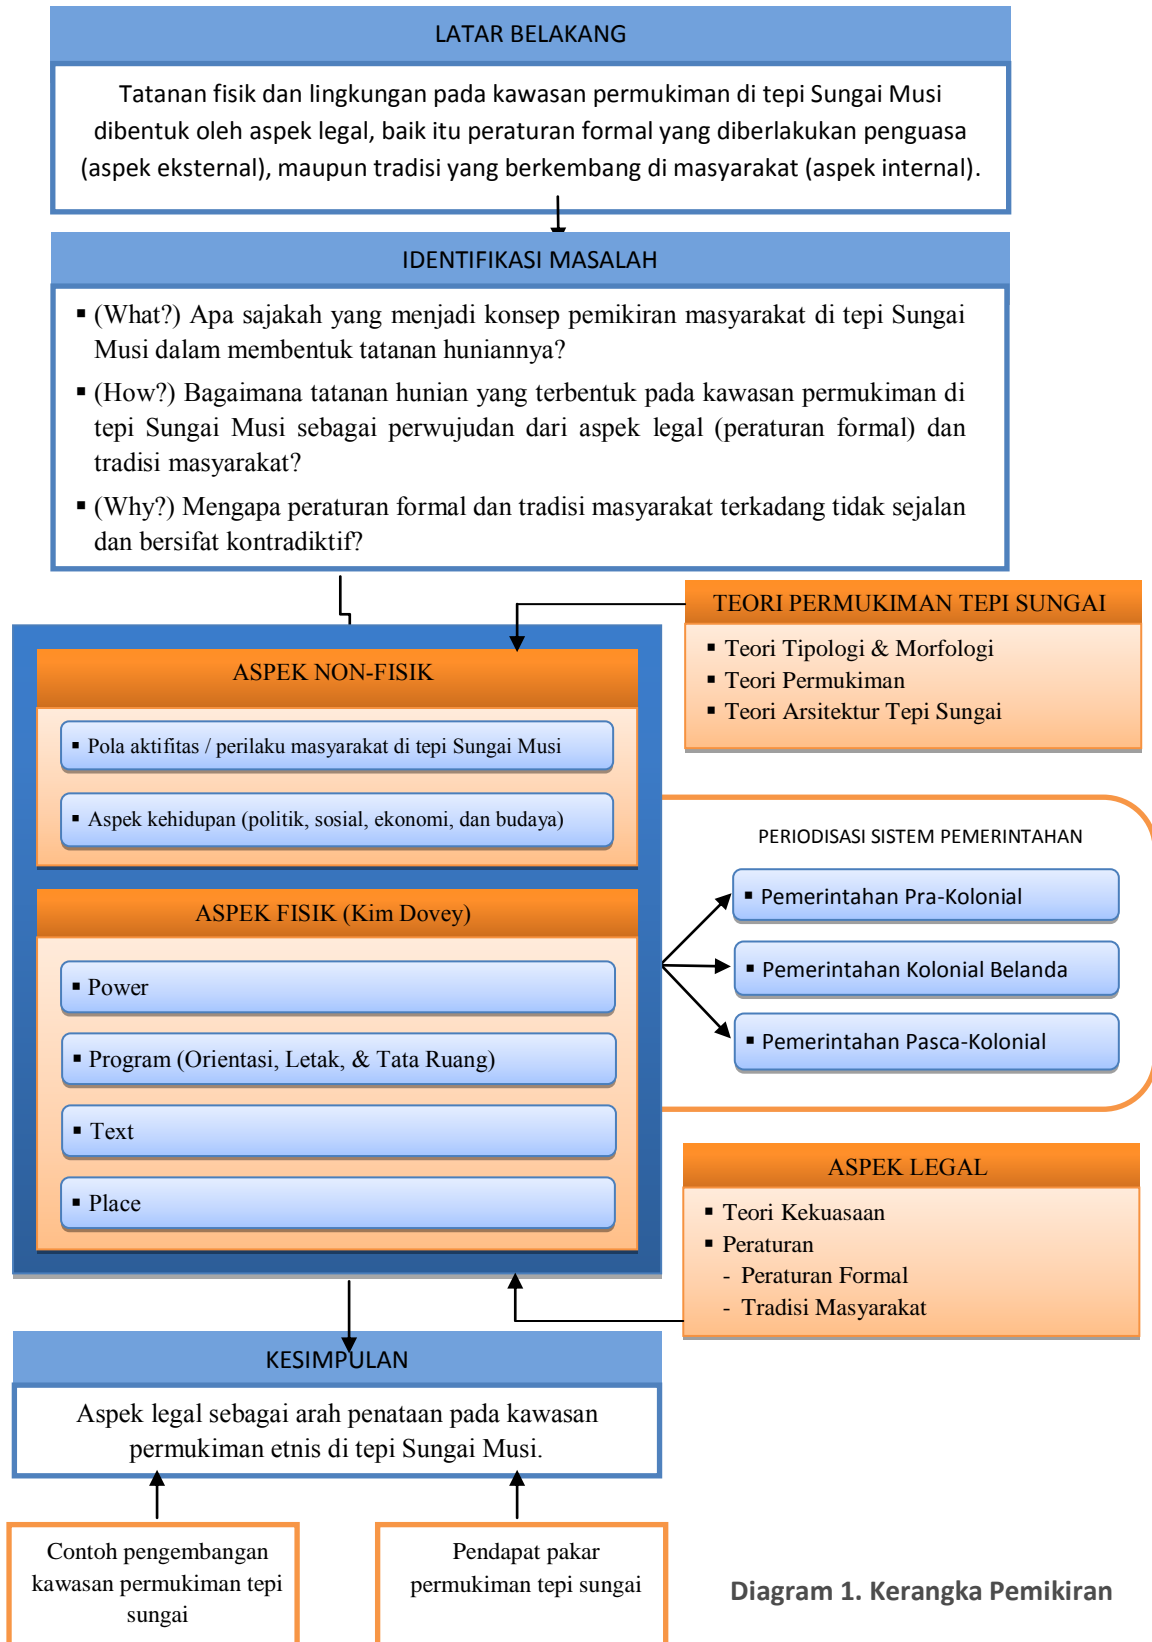 LATAR BELAKANG
Tatanan fisik dan lingkungan pada kawasan permukiman di tepi Sungai Musi
dibentuk oleh aspek legal, baik itu peraturan formal yang diberlakukan penguasa
(aspek eksternal), maupun tradisi yang berkembang di masyarakat (aspek internal).
IDENTIFIKASI MASALAH
▪ (What?) Apa sajakah yang menjadi konsep pemikiran masyarakat di tepi Sungai
Musi dalam membentuk tatanan huniannya?
▪ (How?) Bagaimana tatanan hunian yang terbentuk pada kawasan permukiman di
tepi Sungai Musi sebagai perwujudan dari aspek legal (peraturan formal) dan
tradisi masyarakat?
▪ (Why?) Mengapa peraturan formal dan tradisi masyarakat terkadang tidak sejalan
dan bersifat kontradiktif?
TEORI PERMUKIMAN TEPI SUNGAI
▪ Teori Tipologi & Morfologi
▪ Teori Permukiman
▪ Teori Arsitektur Tepi Sungai
ASPEK NON-FISIK
▪ Pola aktifitas / perilaku masyarakat di tepi Sungai Musi
▪ Aspek kehidupan (politik, sosial, ekonomi, dan budaya)
ASPEK FISIK (Kim Dovey)
▪ Power
▪ Program (Orientasi, Letak, & Tata Ruang)
▪ Text
▪ Place
PERIODISASI SISTEM PEMERINTAHAN
▪ Pemerintahan Pra-Kolonial
▪ Pemerintahan Kolonial Belanda
▪ Pemerintahan Pasca-Kolonial
ASPEK LEGAL
▪ Teori Kekuasaan
▪ Peraturan
- Peraturan Formal
- Tradisi Masyarakat
KESIMPULAN
Aspek legal sebagai arah penataan pada kawasan
permukiman etnis di tepi Sungai Musi.
Contoh pengembangan
kawasan permukiman tepi
sungai
Pendapat pakar
permukiman tepi sungai
Diagram 1. Kerangka Pemikiran